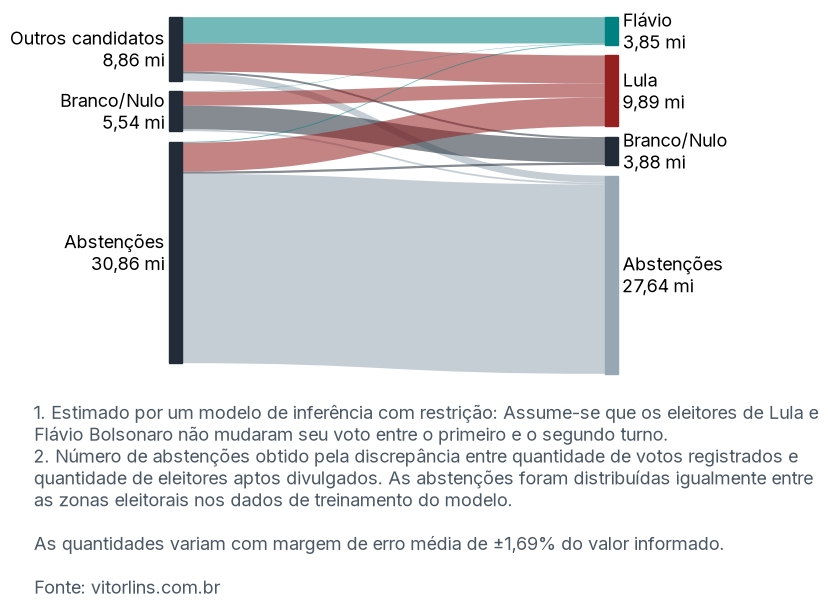 Outros candidatos
8,86 mi
Branco/Nulo
5,54 mi
Abstenções
30,86 mi
Flávio
3,85 mi
Lula
9,89 mi
Branco/Nulo
3,88 mi
Abstenções
27,64 mi
1. Estimado por um modelo de inferência com restrição: Assume-se que os eleitores de Lula e
Flávio Bolsonaro não mudaram seu voto entre o primeiro e o segundo turno.
2. Número de abstenções obtido pela discrepância entre quantidade de votos registrados e
quantidade de eleitores aptos divulgados. As abstenções foram distribuídas igualmente entre
as zonas eleitorais nos dados de treinamento do modelo.
As quantidades variam com margem de erro média de ±1,69% do valor informado.
Fonte: vitorlins.com.br